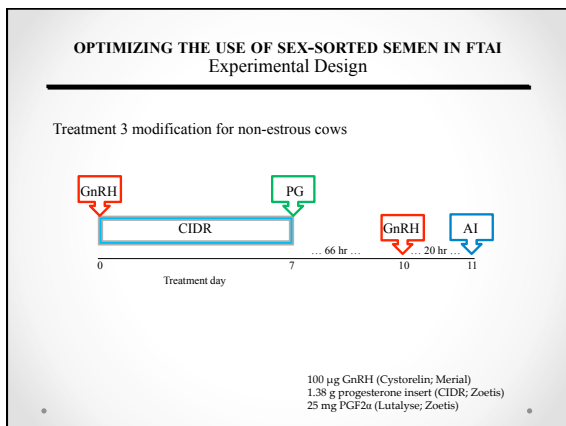 OPTIMIZING THE USE OF SEX-SORTED SEMEN IN FTAI
Experimental Design
Treatment 3 modification for non-estrous cows
GnRH
PG
CIDR
GnRH
AI
… 66 hr …
… 20 hr …
0
7
10
11
Treatment day
100 µg GnRH (Cystorelin; Merial)
1.38 g progesterone insert (CIDR; Zoetis)
25 mg PGF2α (Lutalyse; Zoetis)